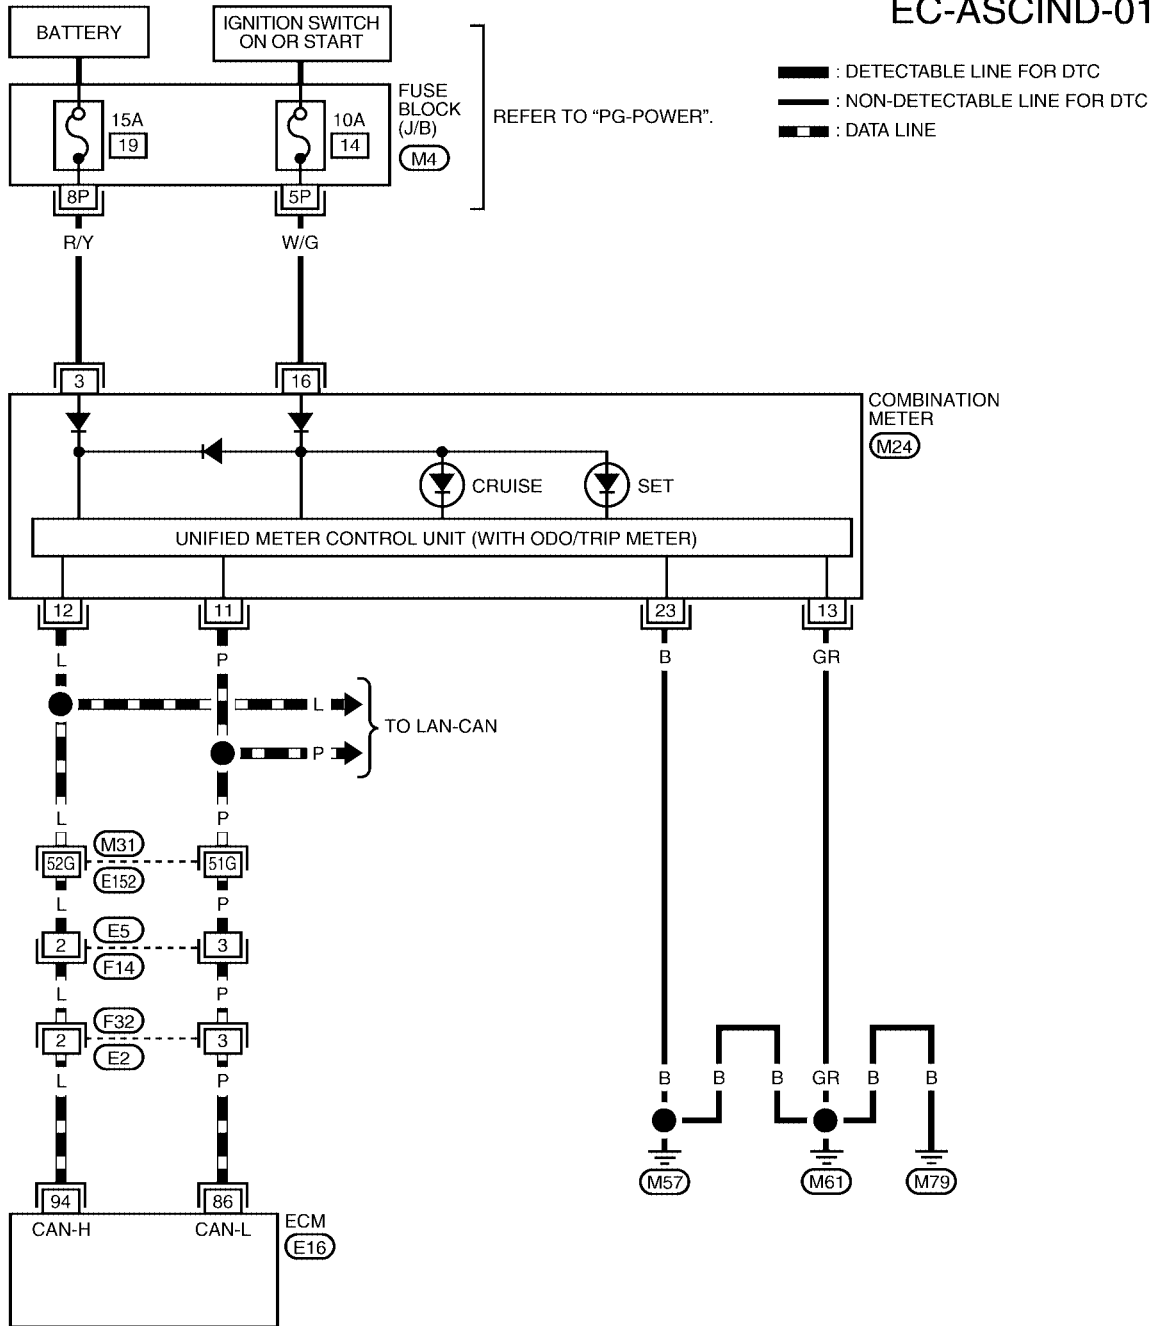 EC-ASCIND-01
BATTERY
IGNITION SWITCH
ON OR START
: DETECTABLE LINE FOR DTC
: NON-DETECTABLE LINE FOR DTC
: DATA LINE
FUSE
BLOCK
(J/B)
M4
REFER TO “PG-POWER”.
15A
19
10A
14
8P
5P
R/Y
W/G
3
16
COMBINATION
METER
M24
CRUISE
SET
UNIFIED METER CONTROL UNIT (WITH ODO/TRIP METER)
12
11
23
13
L
P
B
GR
L
P
TO LAN-CAN
L
P
M31
52G
51G
E152
L
P
E5
2
3
F14
L
P
F32
2
3
E2
L
P
B
B
B
GR
B
B
M57
M61
M79
94
86
CAN-H
CAN-L
ECM
E16